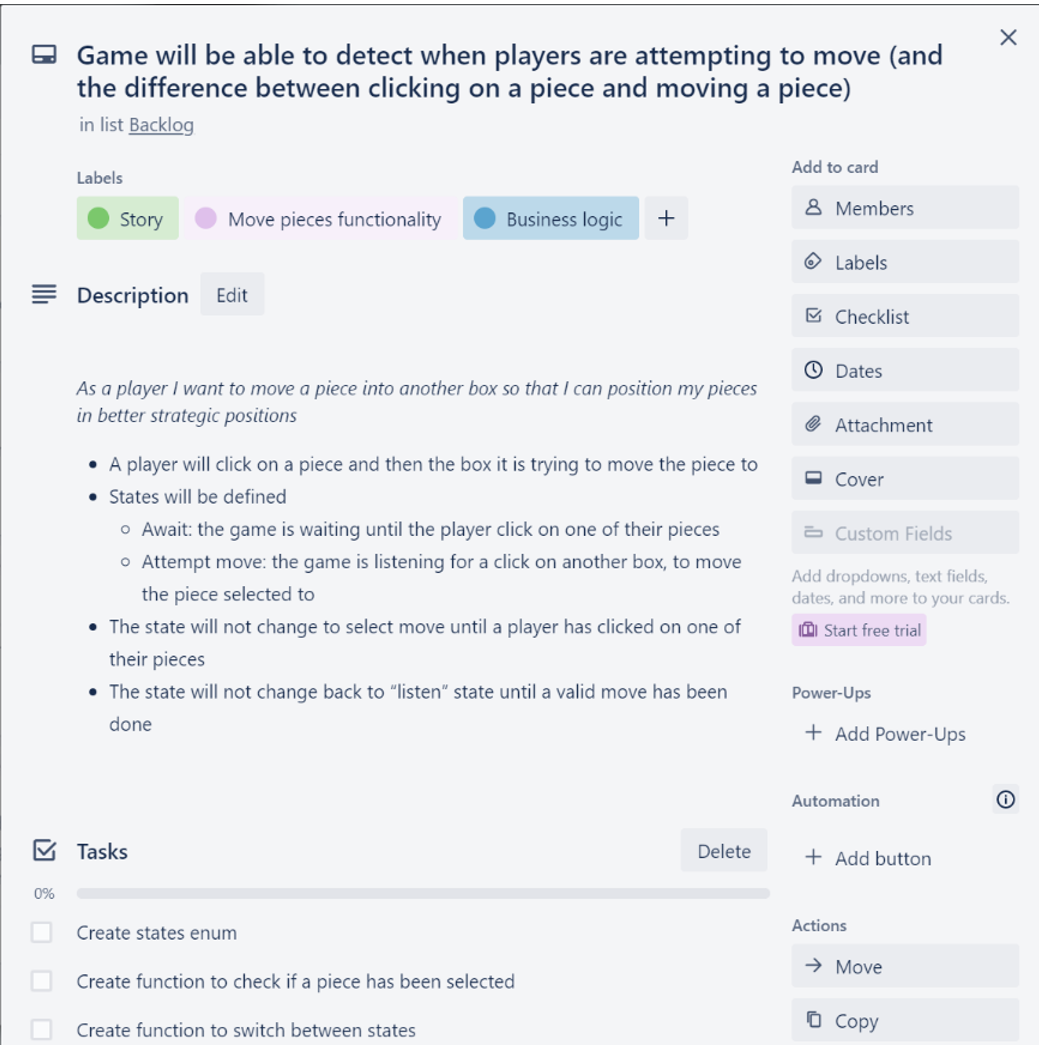 Game will be able to detect when players are attempting to move (and
the difference between clicking on a piece and moving a piece)
in list Backlog
Labels
Story
Move pieces functionality
Business logic
+
Description
Edit
As a player I want to move a piece into another box so that I can position my pieces
in better strategic positions
• A player will click on a piece and then the box it is trying to move the piece to
• States will be defined
○ Await: the game is waiting until the player click on one of their pieces
○ Attempt move: the game is listening for a click on another box, to move
the piece selected to
• The state will not change to select move until a player has clicked on one of
their pieces
• The state will not change back to “listen” state until a valid move has been
done
Tasks
Delete
0%
Create states enum
Create function to check if a piece has been selected
Create function to switch between states
Add to card
Members
Labels
Checklist
Dates
Attachment
Cover
Custom Fields
Add dropdowns, text fields,
dates, and more to your cards.
Start free trial
Power-Ups
+ Add Power-Ups
Automation
+ Add button
Actions
→ Move
Copy